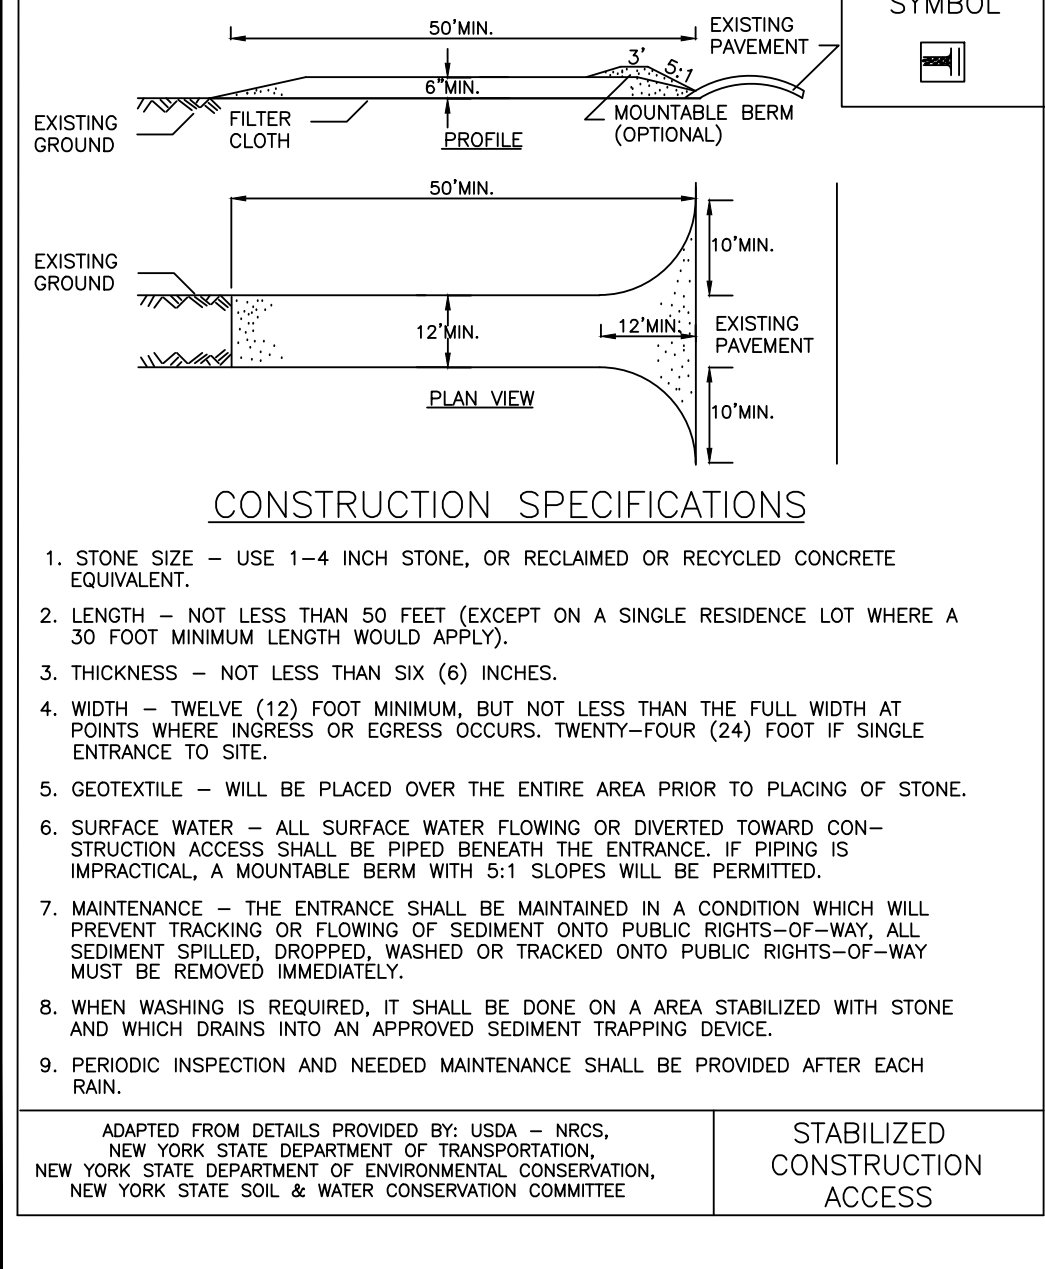 SYMBOL
50'MIN.
EXISTING
PAVEMENT
3'
5:1
6"MIN.
EXISTING
GROUND
FILTER
CLOTH
PROFILE
MOUNTABLE BERM
(OPTIONAL)
50'MIN.
10'MIN.
EXISTING
GROUND
12'MIN.
12'MIN.
EXISTING
PAVEMENT
PLAN VIEW
10'MIN.
CONSTRUCTION SPECIFICATIONS
1. STONE SIZE – USE 1–4 INCH STONE, OR RECLAIMED OR RECYCLED CONCRETE
EQUIVALENT.
2. LENGTH – NOT LESS THAN 50 FEET (EXCEPT ON A SINGLE RESIDENCE LOT WHERE A
30 FOOT MINIMUM LENGTH WOULD APPLY).
3. THICKNESS – NOT LESS THAN SIX (6) INCHES.
4. WIDTH – TWELVE (12) FOOT MINIMUM, BUT NOT LESS THAN THE FULL WIDTH AT
POINTS WHERE INGRESS OR EGRESS OCCURS. TWENTY–FOUR (24) FOOT IF SINGLE
ENTRANCE TO SITE.
5. GEOTEXTILE – WILL BE PLACED OVER THE ENTIRE AREA PRIOR TO PLACING OF STONE.
6. SURFACE WATER – ALL SURFACE WATER FLOWING OR DIVERTED TOWARD CON–
STRUCTION ACCESS SHALL BE PIPED BENEATH THE ENTRANCE. IF PIPING IS
IMPRACTICAL, A MOUNTABLE BERM WITH 5:1 SLOPES WILL BE PERMITTED.
7. MAINTENANCE – THE ENTRANCE SHALL BE MAINTAINED IN A CONDITION WHICH WILL
PREVENT TRACKING OR FLOWING OF SEDIMENT ONTO PUBLIC RIGHTS–OF–WAY, ALL
SEDIMENT SPILLED, DROPPED, WASHED OR TRACKED ONTO PUBLIC RIGHTS–OF–WAY
MUST BE REMOVED IMMEDIATELY.
8. WHEN WASHING IS REQUIRED, IT SHALL BE DONE ON A AREA STABILIZED WITH STONE
AND WHICH DRAINS INTO AN APPROVED SEDIMENT TRAPPING DEVICE.
9. PERIODIC INSPECTION AND NEEDED MAINTENANCE SHALL BE PROVIDED AFTER EACH
RAIN.
ADAPTED FROM DETAILS PROVIDED BY: USDA – NRCS,
NEW YORK STATE DEPARTMENT OF TRANSPORTATION,
NEW YORK STATE DEPARTMENT OF ENVIRONMENTAL CONSERVATION,
NEW YORK STATE SOIL & WATER CONSERVATION COMMITTEE
STABILIZED
CONSTRUCTION
ACCESS